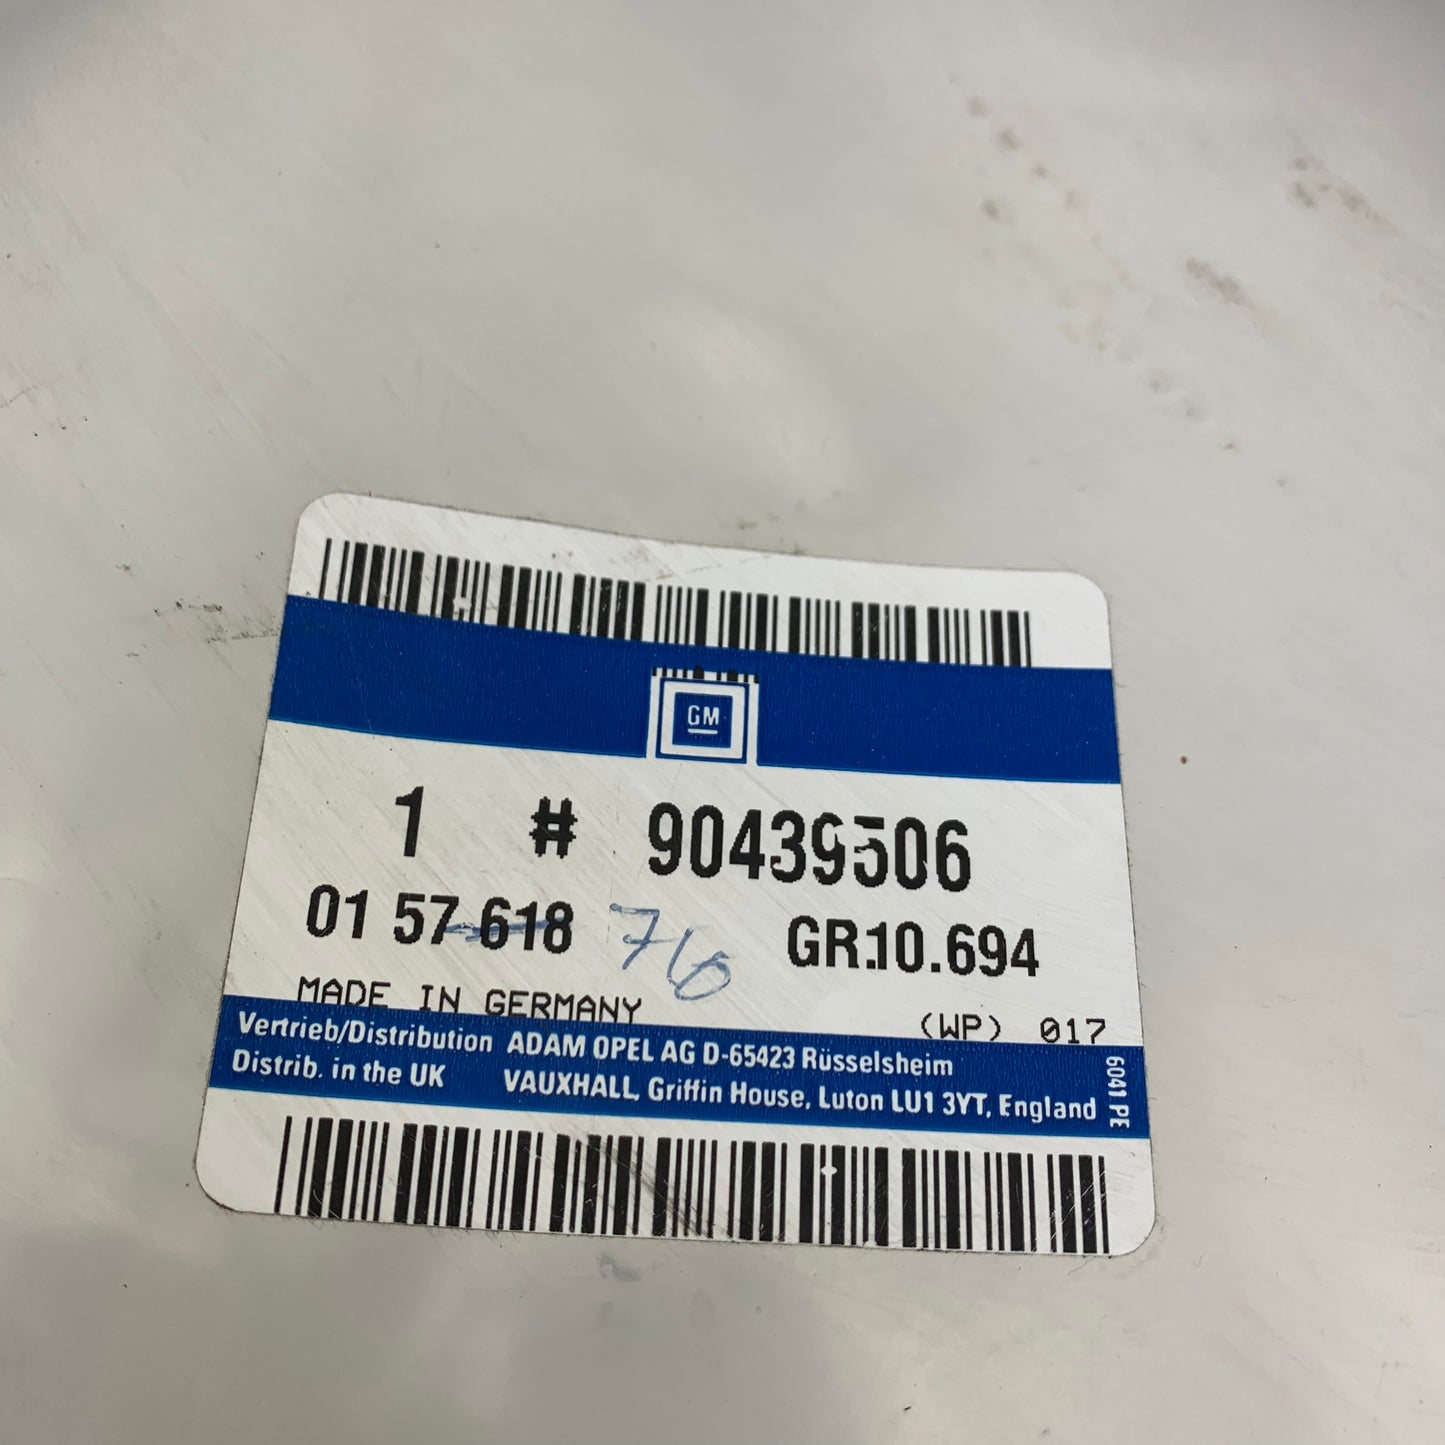 GM
1 # 90439506
01 57 618 76 GR.10.694
MADE IN GERMANY (WP) 017
Vertrieb/Distribution ADAM OPEL AG D-65423 Rüsselsheim
Distrib. in the UK VAUXHALL, Griffin House, Luton LU1 3YT, England
6041 PE